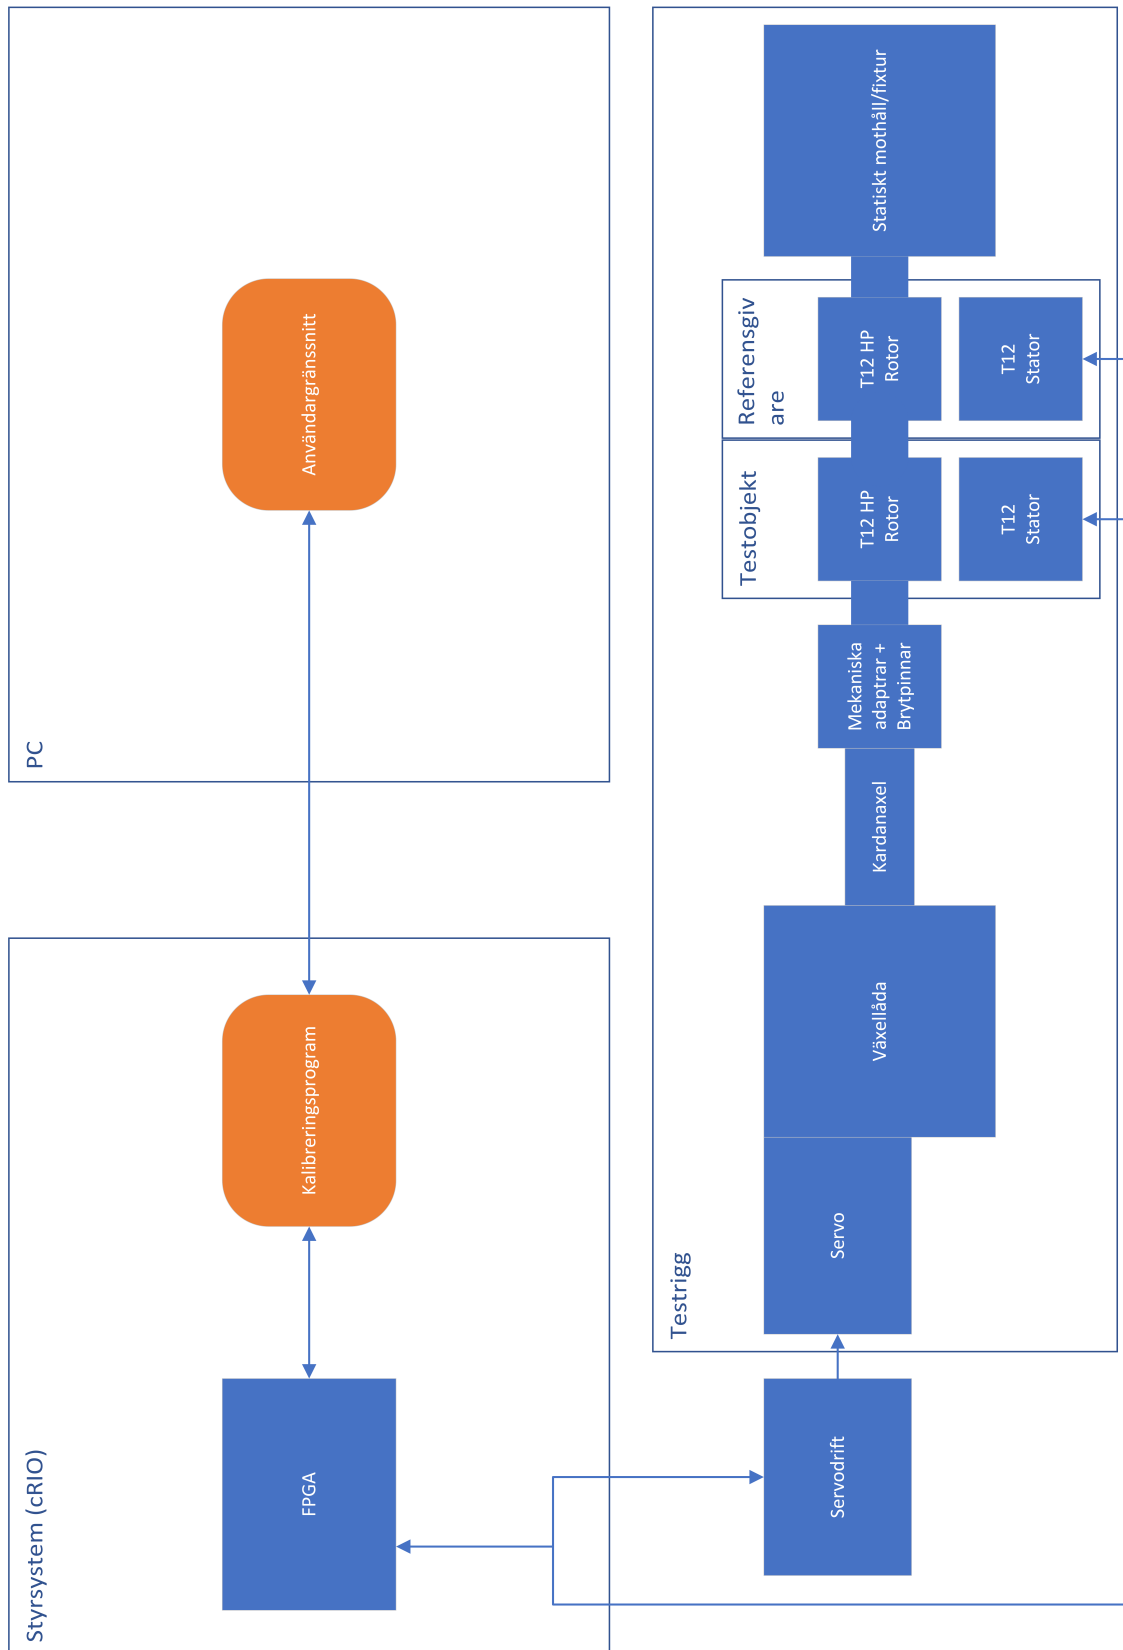 Styrsystem (cRIO)
FPGA
Kalibreringsprogram
PC
Användargränssnitt
Servodrift
Testrigg
Servo
Växellåda
Kardanaxel
Mekaniska
adaptrar +
Brytpinnar
Testobjekt
T12 HP
Rotor
T12
Stator
Referensgiv
are
T12 HP
Rotor
T12
Stator
Statiskt mothåll/fixtur